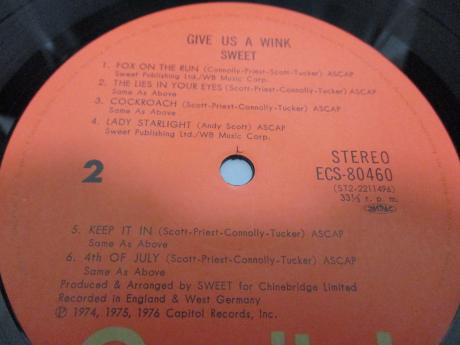 GIVE US A WINK
SWEET
1. FOX ON THE RUN (Connolly-Priest-Scott-Tucker) ASCAP
Sweet Publishing Ltd./WB Music Corp.
2. THE LIES IN YOUR EYES (Scott-Priest-Connolly-Tucker) ASCAP
Same As Above
3. COCKROACH (Scott-Priest-Connolly-Tucker) ASCAP
Same As Above
4. LADY STARLIGHT (Andy Scott) ASCAP
Sweet Publishing Ltd./WB Music Corp.
L
2
STEREO
ECS-80460
(ST2-2211496)
33⅓ r. p. m.
5. KEEP IT IN (Scott-Priest-Connolly-Tucker) ASCAP
Same As Above
6. 4th OF JULY (Scott-Priest-Connolly-Tucker) ASCAP
Same As Above
Produced & Arranged by SWEET for Chinebridge Limited
Recorded in England & West Germany
℗ 1974, 1975, 1976 Capitol Records, Inc.